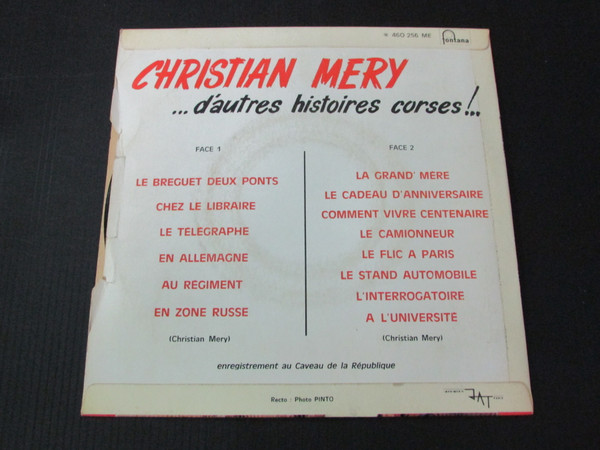 860 256 ME
Fontana
CHRISTIAN MERY
...d'autres histoires corses!...
FACE 1
LE BREGUET DEUX PONTS
CHEZ LE LIBRAIRE
LE TELEGRAPHE
EN ALLEMAGNE
AU REGIMENT
EN ZONE RUSSE
(Christian Mery)
FACE 2
LA GRAND' MERE
LE CADEAU D'ANNIVERSAIRE
COMMENT VIVRE CENTENAIRE
LE CAMIONNEUR
LE FLIC A PARIS
LE STAND AUTOMOBILE
L'INTERROGATOIRE
A L'UNIVERSITÉ
(Christian Mery)
enregistrement au Caveau de la République
Recto : Photo PINTO
JAT